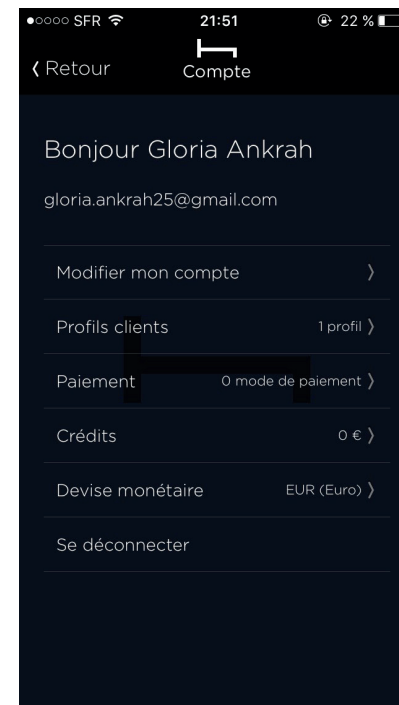 SFR 21:51 22 %
Retour Compte
Bonjour Gloria Ankrah
gloria.ankrah25@gmail.com
Modifier mon compte
Profils clients 1 profil
Paiement 0 mode de paiement
Crédits 0 €
Devise monétaire EUR (Euro)
Se déconnecter